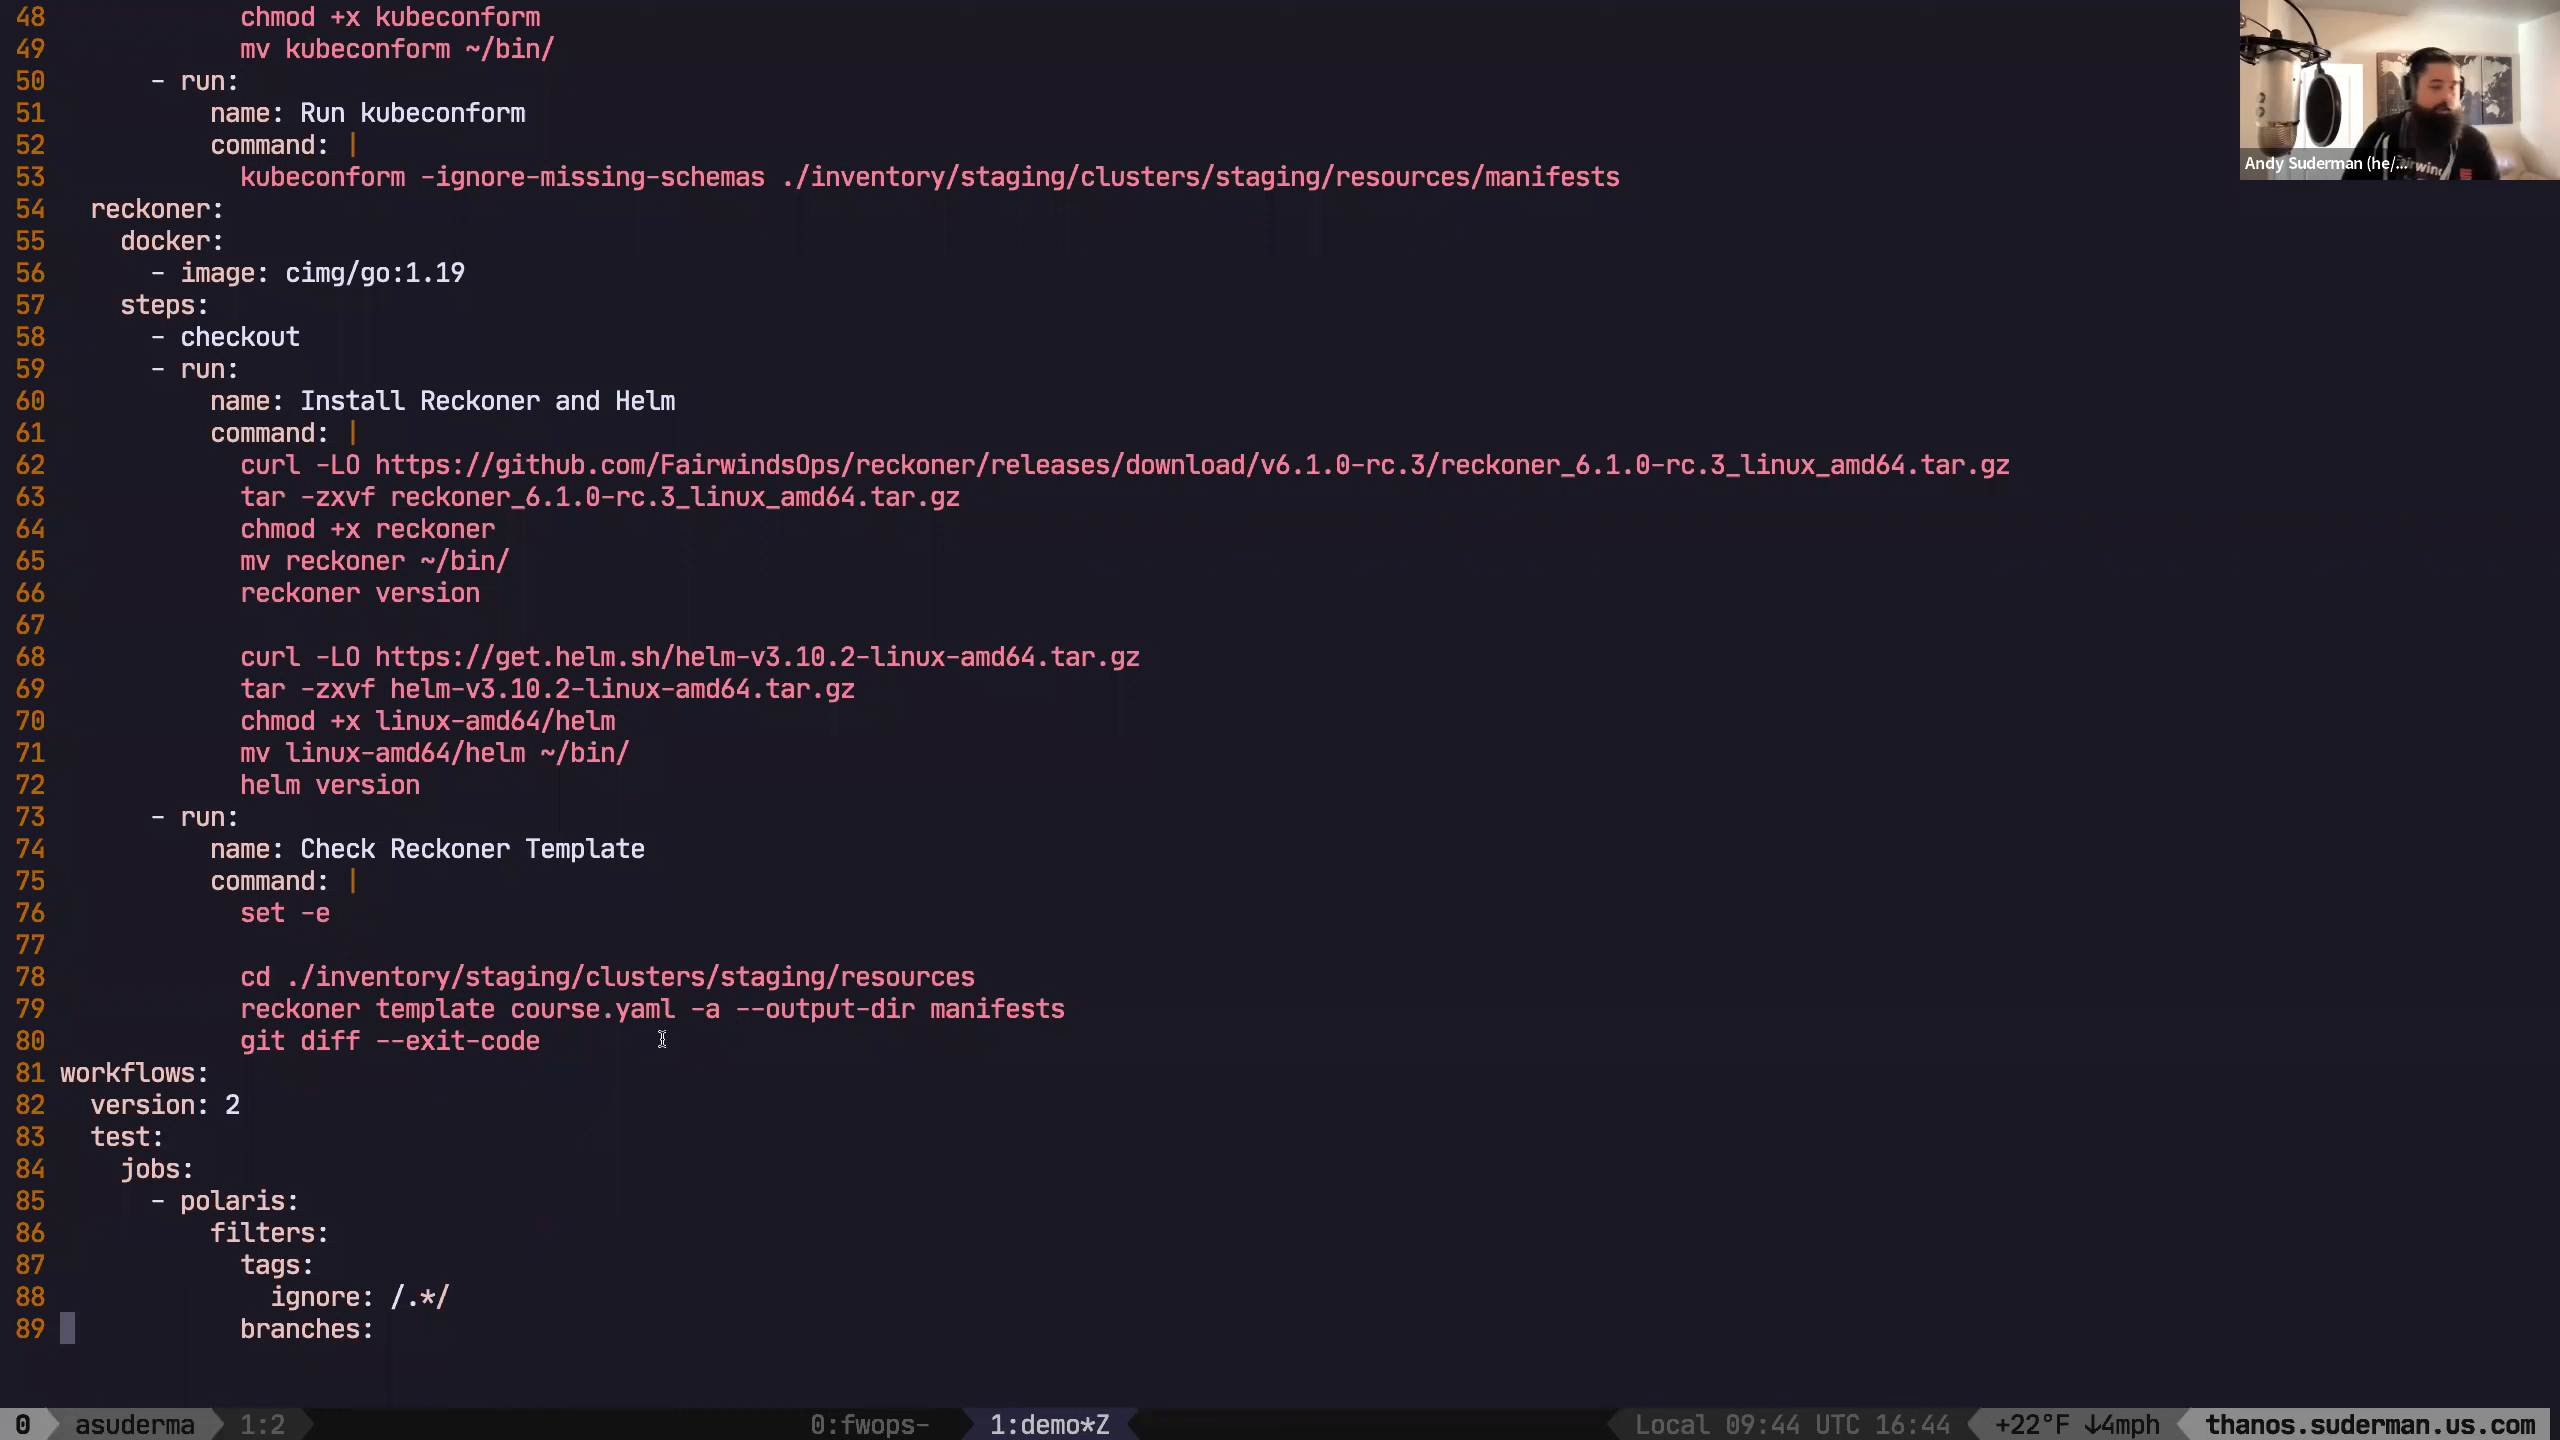 48 chmod +x kubeconform
49 mv kubeconform ~/bin/
50 - run:
51 name: Run kubeconform
52 command: |
53 kubeconform -ignore-missing-schemas ./inventory/staging/clusters/staging/resources/manifests
54 reckoner:
55 docker:
56 - image: cimg/go:1.19
57 steps:
58 - checkout
59 - run:
60 name: Install Reckoner and Helm
61 command: |
62 curl -LO https://github.com/FairwindsOps/reckoner/releases/download/v6.1.0-rc.3/reckoner_6.1.0-rc.3_linux_amd64.tar.gz
63 tar -zxvf reckoner_6.1.0-rc.3_linux_amd64.tar.gz
64 chmod +x reckoner
65 mv reckoner ~/bin/
66 reckoner version
67
68 curl -LO https://get.helm.sh/helm-v3.10.2-linux-amd64.tar.gz
69 tar -zxvf helm-v3.10.2-linux-amd64.tar.gz
70 chmod +x linux-amd64/helm
71 mv linux-amd64/helm ~/bin/
72 helm version
73 - run:
74 name: Check Reckoner Template
75 command: |
76 set -e
77
78 cd ./inventory/staging/clusters/staging/resources
79 reckoner template course.yaml -a --output-dir manifests
80 git diff --exit-code
81 workflows:
82 version: 2
83 test:
84 jobs:
85 - polaris:
86 filters:
87 tags:
88 ignore: /.*/
89 branches:
Andy Suderman (he/...
0 asuderma 1:2 0:fwops- 1:demo*Z Local 09:44 UTC 16:44 +22°F ↓4mph thanos.suderman.us.com